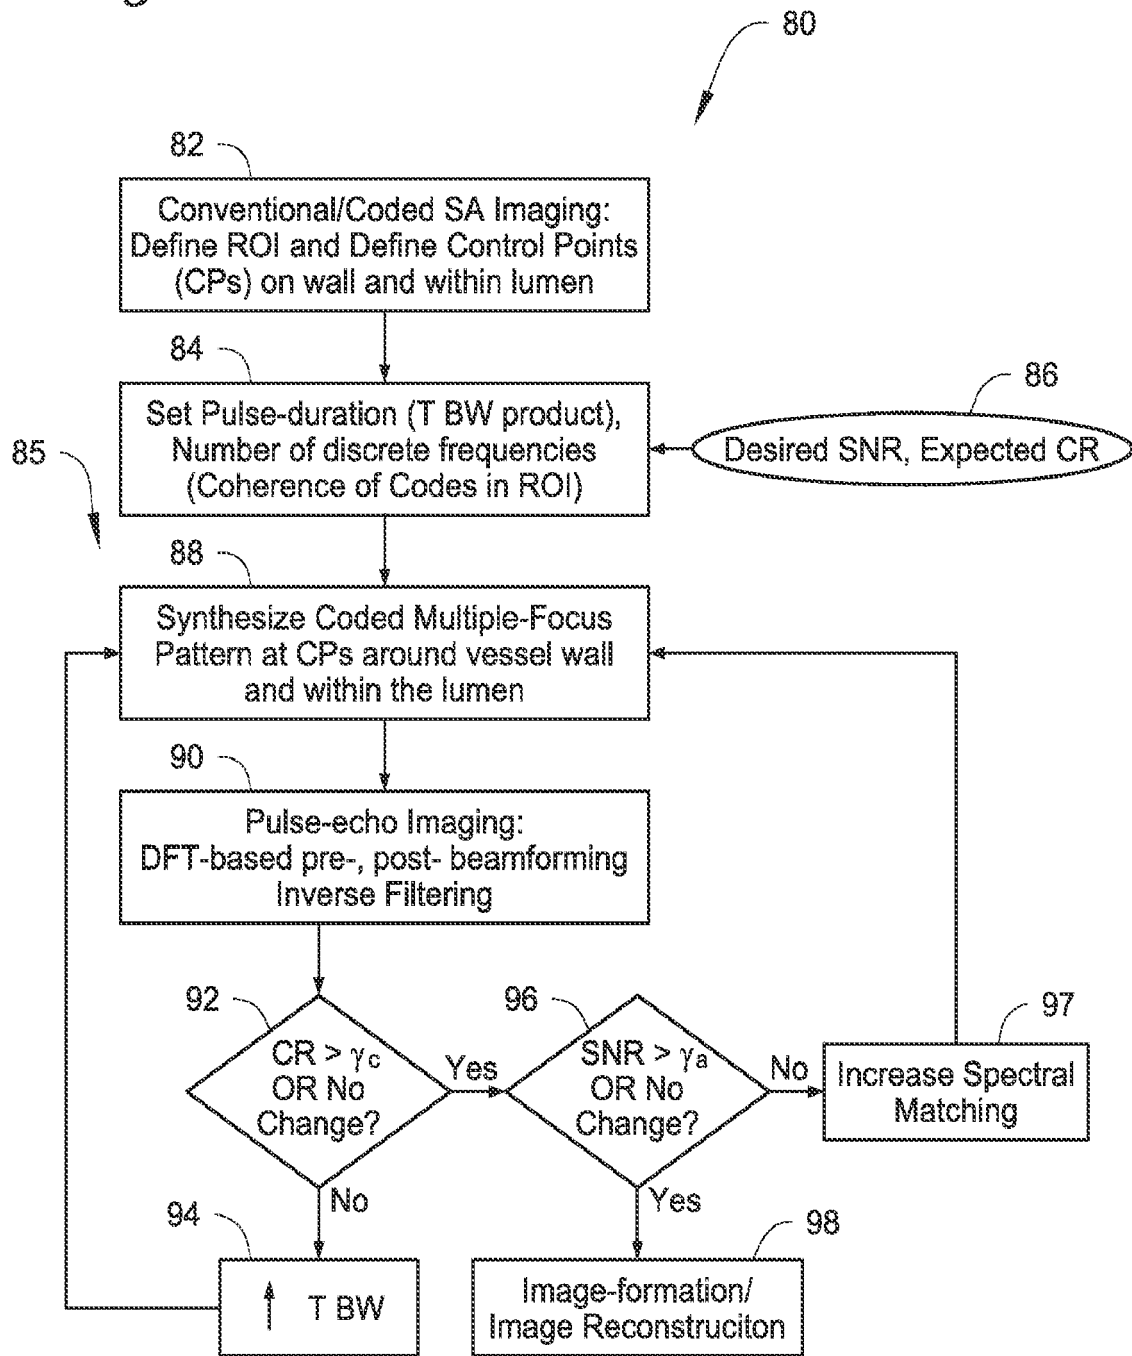 80
82
Conventional/Coded SA Imaging:
Define ROI and Define Control Points
(CPs) on wall and within lumen
84
Set Pulse-duration (T BW product),
Number of discrete frequencies
(Coherence of Codes in ROI)
86
Desired SNR, Expected CR
85
88
Synthesize Coded Multiple-Focus
Pattern at CPs around vessel wall
and within the lumen
90
Pulse-echo Imaging:
DFT-based pre-, post- beamforming
Inverse Filtering
92
CR > γc
OR No
Change?
Yes
No
96
SNR > γa
OR No
Change?
No
Yes
97
Increase Spectral
Matching
94
↑ T BW
98
Image-formation/
Image Reconstruciton